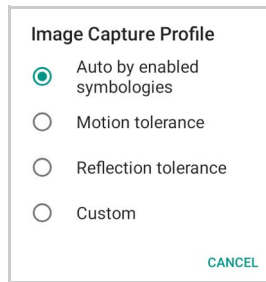 Image Capture Profile
Auto by enabled
symbologies
Motion tolerance
Reflection tolerance
Custom
CANCEL